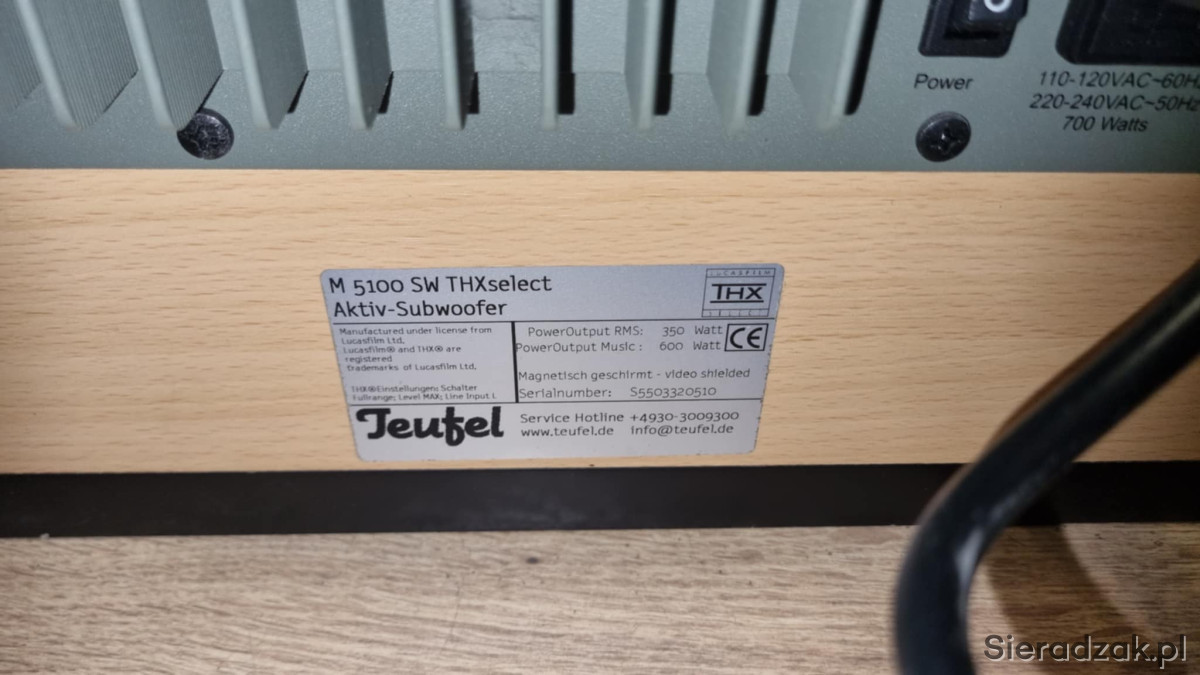 Power
110-120VAC~60H
220-240VAC~50Hz
700 Watts
M 5100 SW THXselect
Aktiv-Subwoofer
LUCASFILM
THX
SELECT
Manufactured under license from
Lucasfilm Ltd,
Lucasfilm® and THX® are
registered
trademarks of Lucasfilm Ltd,
THX®Einstellungen: Schalter
Fullrange; Level MAX; Line Input L
PowerOutput RMS: 350 Watt
PowerOutput Music : 600 Watt
CE
Magnetisch geschirmt - video shielded
Serialnumber: S5503320510
Teufel
Service Hotline +4930-3009300
www.teufel.de info@teufel.de
Sieradzak.pl